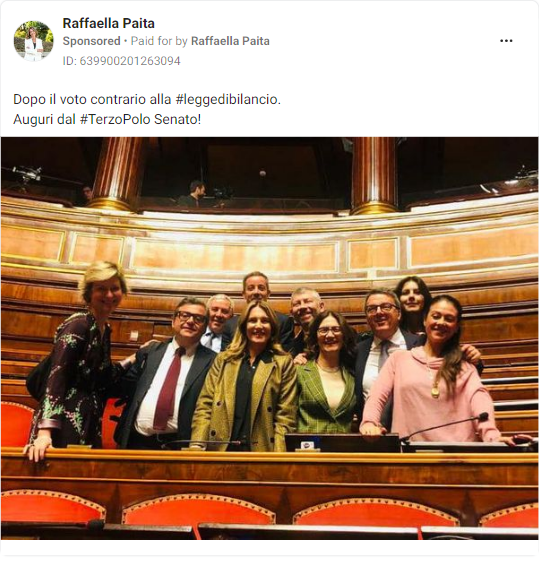 Raffaella Paita
Sponsored • Paid for by Raffaella Paita
ID: 639900201263094
Dopo il voto contrario alla #leggedibilancio.
Auguri dal #TerzoPolo Senato!